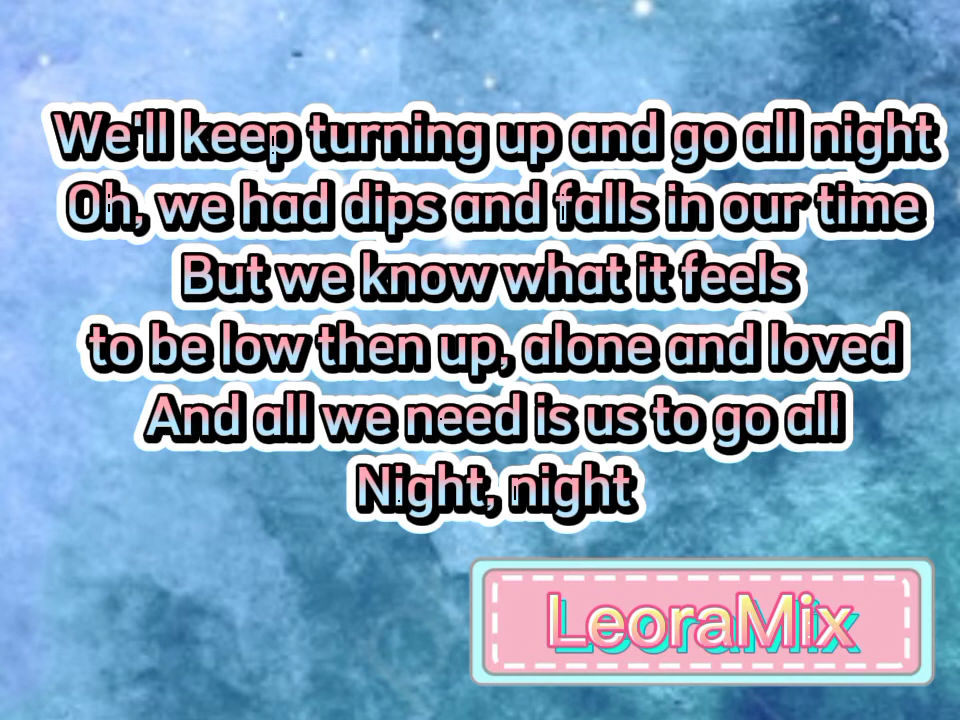 We'll keep turning up and go all night
Oh, we had dips and falls in our time
But we know what it feels
to be low then up, alone and loved
And all we need is us to go all
Night, night
LeoraMix